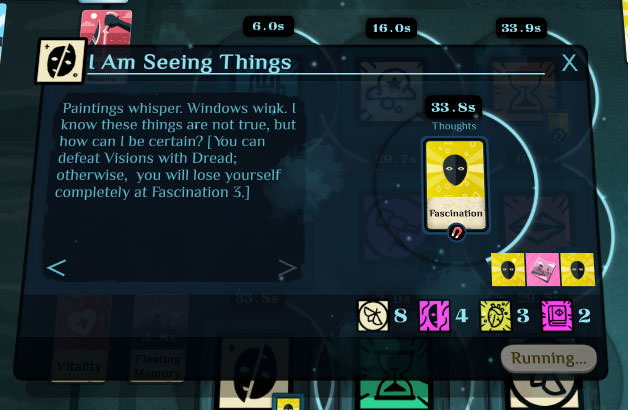 6.0s
16.0s
33.9s
I Am Seeing Things
X
Paintings whisper. Windows wink. I
know these things are not true, but
how can I be certain? [You can
defeat Visions with Dread;
otherwise, you will lose yourself
completely at Fascination 3.]
33.8s
Thoughts
Fascination
< >
8 4 3 2
Running...
Vitality
Fleeting
Memory
33.8s